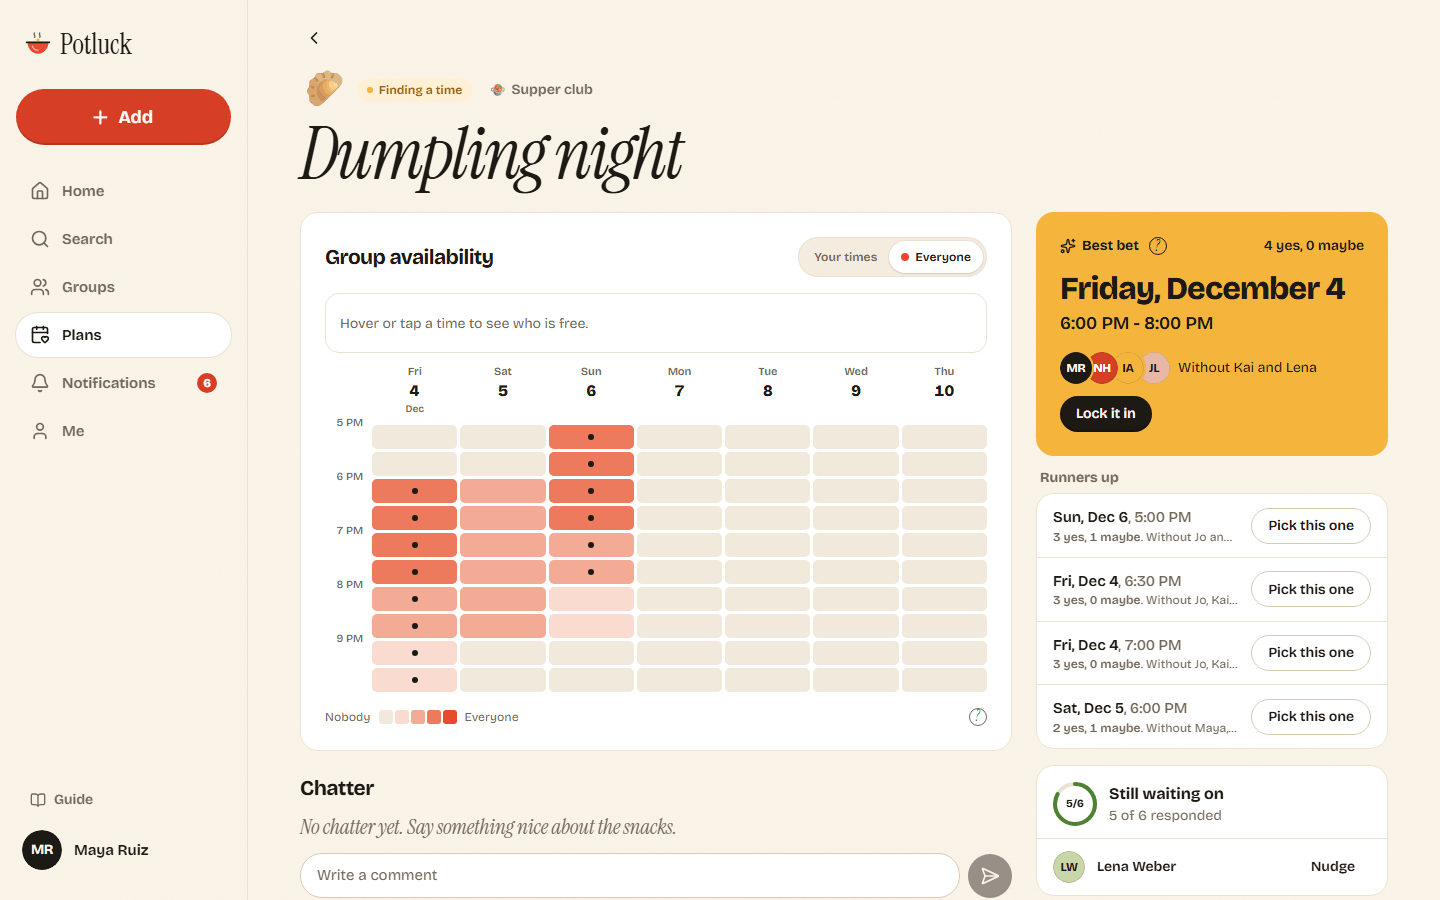 Potluck
Add
Home
Search
Groups
Plans
Notifications 6
Me
Guide
MR Maya Ruiz
Finding a time Supper club
Dumpling night
Group availability
Your times Everyone
Hover or tap a time to see who is free.
Fri Sat Sun Mon Tue Wed Thu
4 5 6 7 8 9 10
Dec
5 PM
6 PM
7 PM
8 PM
9 PM
Nobody Everyone ?
Chatter
No chatter yet. Say something nice about the snacks.
Write a comment
Best bet ? 4 yes, 0 maybe
Friday, December 4
6:00 PM - 8:00 PM
MR NH IA JL Without Kai and Lena
Lock it in
Runners up
Sun, Dec 6, 5:00 PM
3 yes, 1 maybe. Without Jo an...
Pick this one
Fri, Dec 4, 6:30 PM
3 yes, 0 maybe. Without Jo, Kai...
Pick this one
Fri, Dec 4, 7:00 PM
3 yes, 0 maybe. Without Jo, Kai...
Pick this one
Sat, Dec 5, 6:00 PM
2 yes, 1 maybe. Without Maya,...
Pick this one
5/6
Still waiting on
5 of 6 responded
LW Lena Weber Nudge